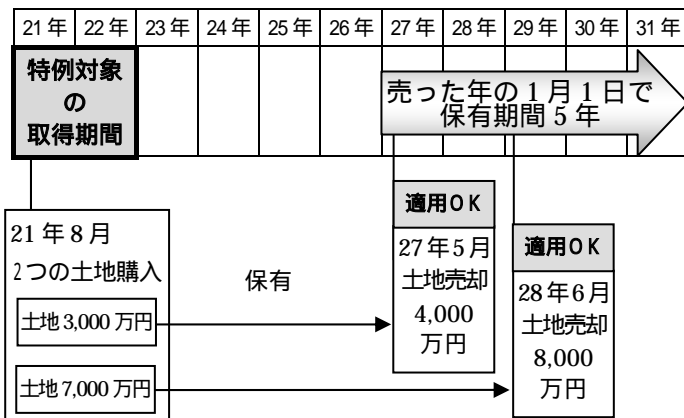 21年 22年 23年 24年 25年 26年 27年 28年 29年 30年 31年
特例対象
の
取得期間
売った年の1月1日で
保有期間5年
21年8月
2つの土地購入
土地3,000万円
土地7,000万円
保有
適用OK
27年5月
土地売却
4,000
万円
適用OK
28年6月
土地売却
8,000
万円